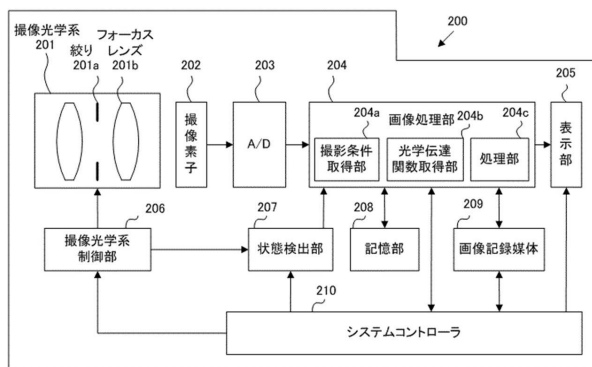 撮像光学系
201
絞り
201a
フォーカス
レンズ
201b
200
202
撮像素子
203
A/D
204
画像処理部
204a
撮影条件
取得部
204b
光学伝達
関数取得部
204c
処理部
205
表示部
206
撮像光学系
制御部
207
状態検出部
208
記憶部
209
画像記録媒体
210
システムコントローラ